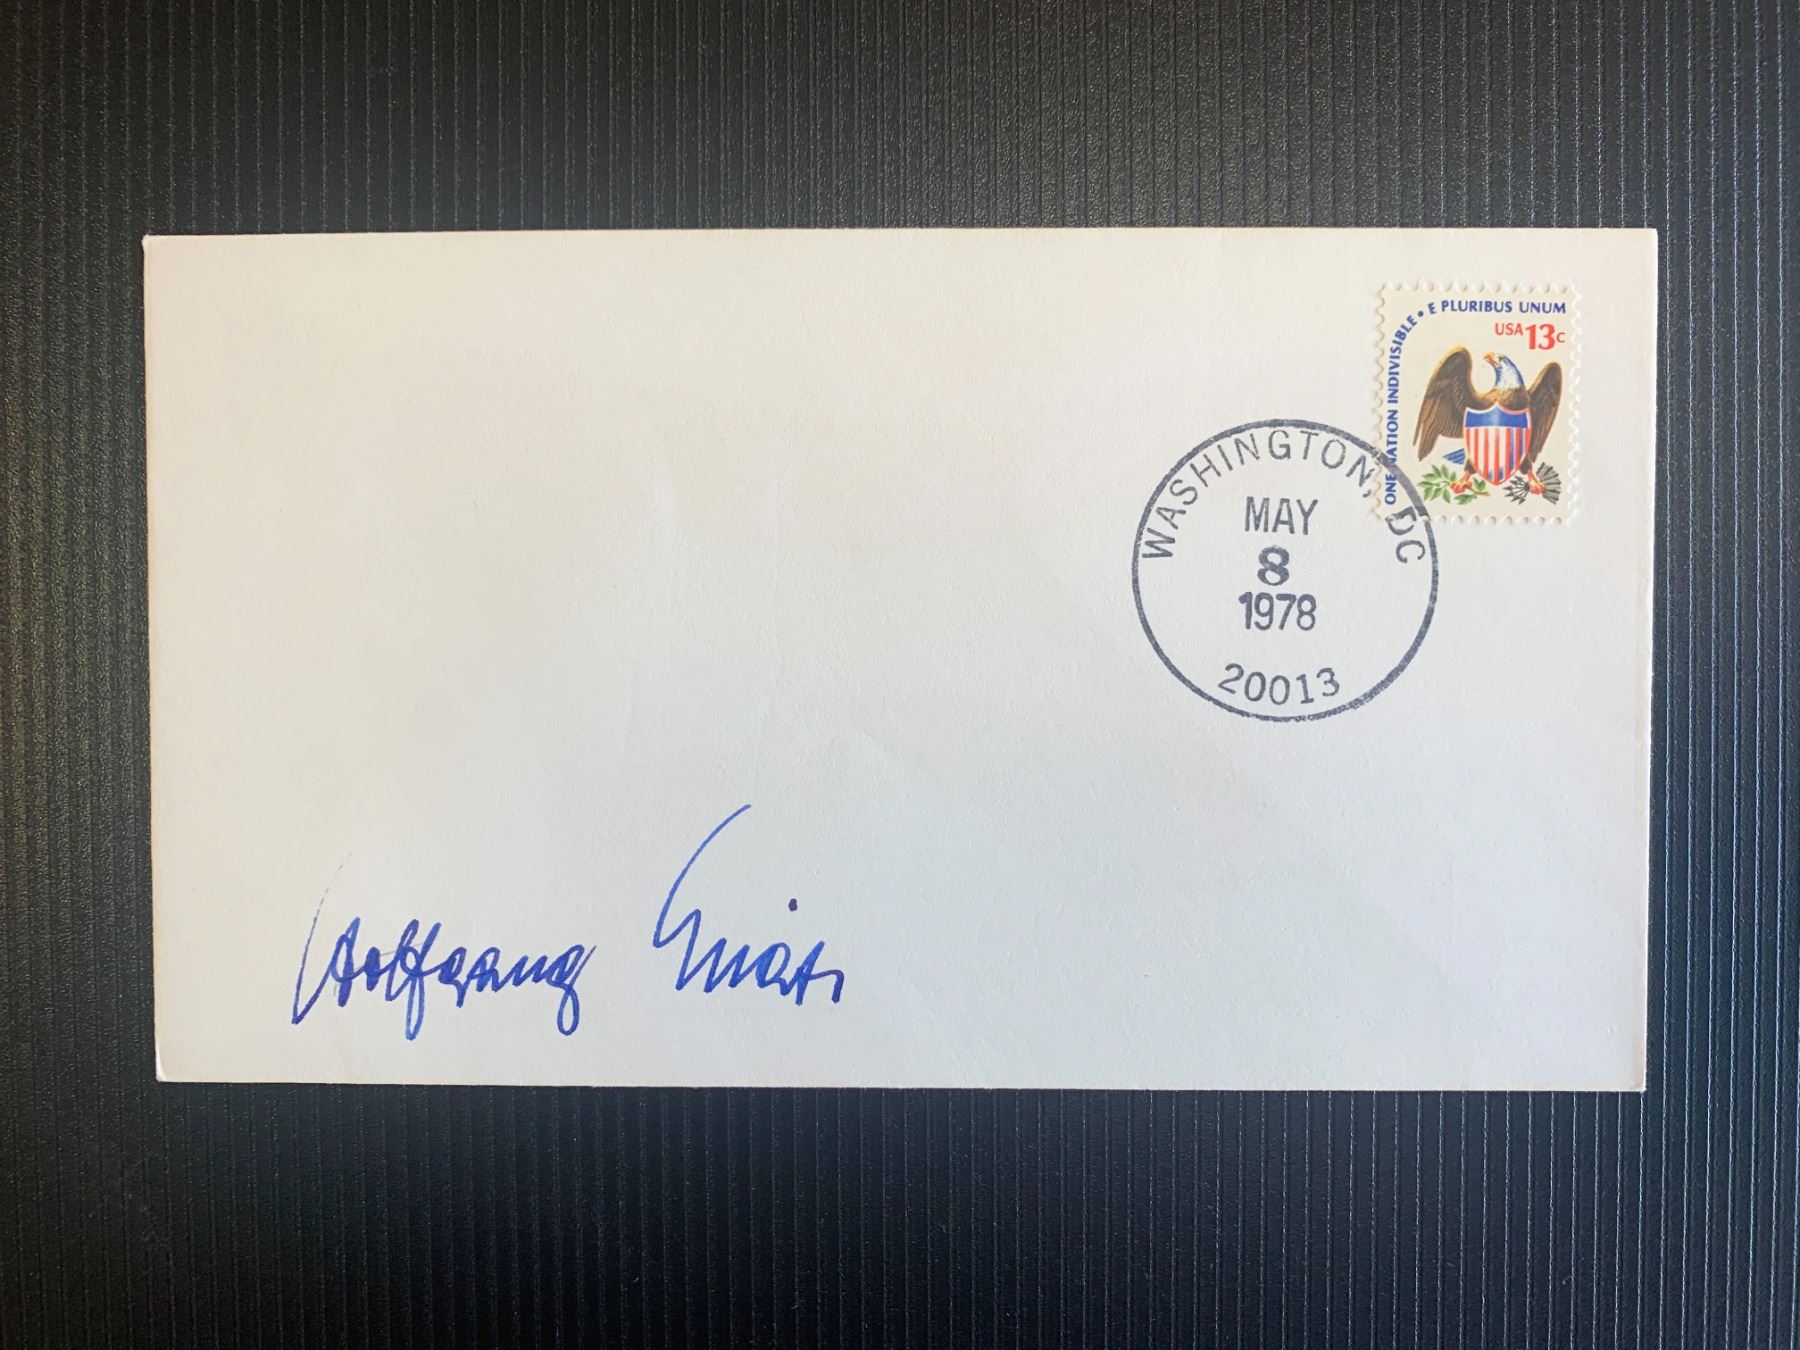 ONE NATION INDIVISIBLE • E PLURIBUS UNUM
USA 13c
WASHINGTON, DC
MAY
8
1978
20013
Wolfgang